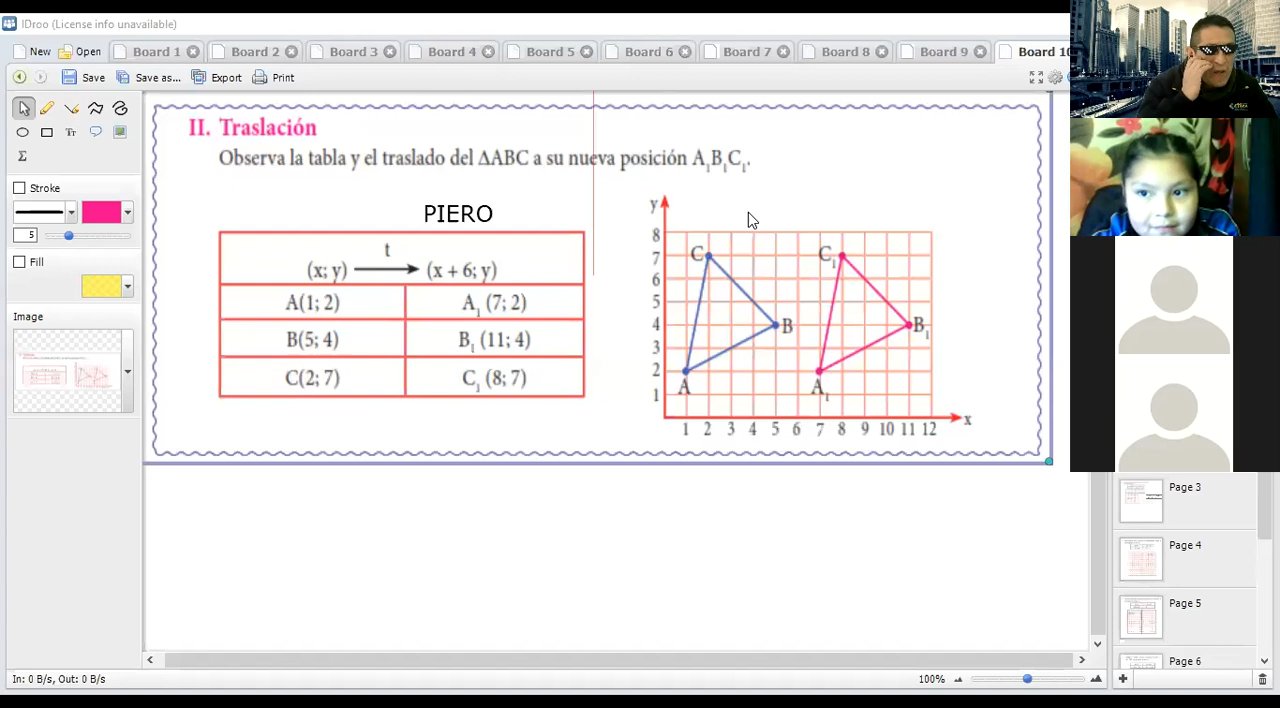 IDroo (License info unavailable)
New Open Board 1 Board 2 Board 3 Board 4 Board 5 Board 6 Board 7 Board 8 Board 9 Board 10
Save Save as... Export Print
Tт
Σ
Stroke
5
Fill
Image
II. Traslación
Observa la tabla y el traslado del ΔABC a su nueva posición A₁B₁C₁.
PIERO
t
(x; y) → (x + 6; y)
A(1; 2) A₁ (7; 2)
B(5; 4) B₁ (11; 4)
C(2; 7) C₁ (8; 7)
y
8
7
6
5
4
3
2
1
C
C₁
B
B₁
A
A₁
x
1 2 3 4 5 6 7 8 9 10 11 12
Page 3
Page 4
Page 5
Page 6
In: 0 B/s, Out: 0 B/s
100%